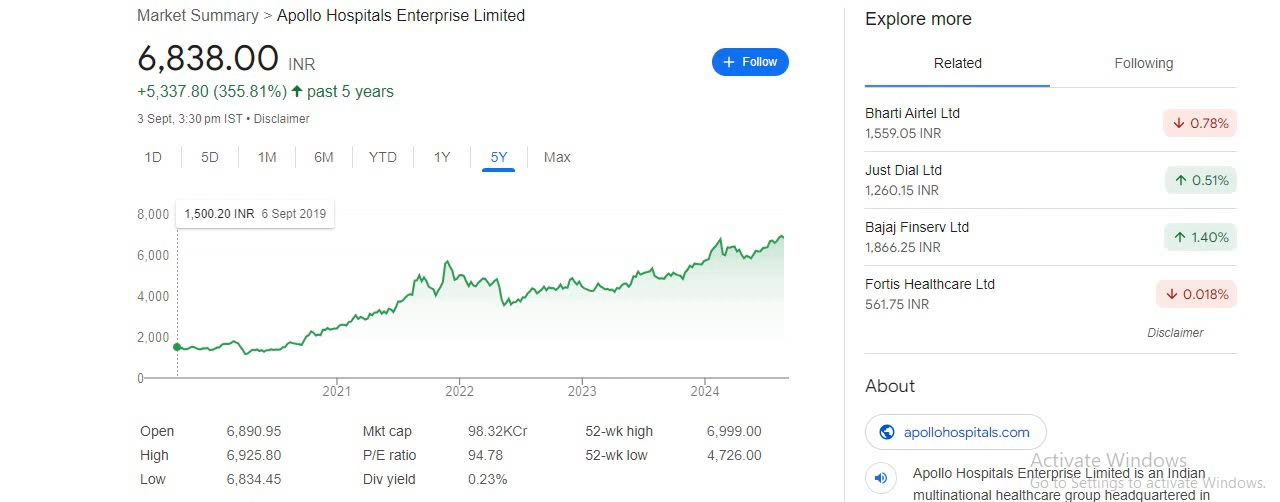 Market Summary > Apollo Hospitals Enterprise Limited
6,838.00 INR
+ Follow
+5,337.80 (355.81%) ↑ past 5 years
3 Sept, 3:30 pm IST • Disclaimer
1D 5D 1M 6M YTD 1Y 5Y Max
1,500.20 INR 6 Sept 2019
8,000
6,000
4,000
2,000
0
2021 2022 2023 2024
Open 6,890.95 Mkt cap 98.32KCr 52-wk high 6,999.00
High 6,925.80 P/E ratio 94.78 52-wk low 4,726.00
Low 6,834.45 Div yield 0.23%
Explore more
Related Following
Bharti Airtel Ltd
1,559.05 INR
↓ 0.78%
Just Dial Ltd
1,260.15 INR
↑ 0.51%
Bajaj Finserv Ltd
1,866.25 INR
↑ 1.40%
Fortis Healthcare Ltd
561.75 INR
↓ 0.018%
Disclaimer
About
apollohospitals.com
Apollo Hospitals Enterprise Limited is an Indian
multinational healthcare group headquartered in
Activate Windows
Go to Settings to activate Windows.